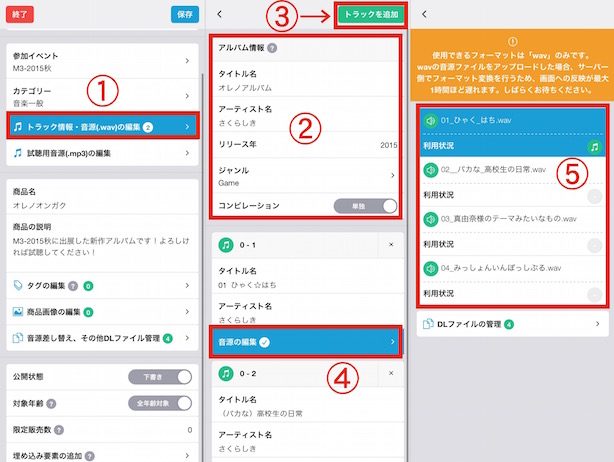 終了
保存
参加イベント
M3-2015秋
カテゴリー
音楽一般
①
トラック情報・音源(.wav)の編集 2
試聴用音源(.mp3)の編集
商品名
オレノオンガク
商品の説明
M3-2015秋に出展した新作アルバムです！よろしければ試聴してください！
タグの編集 ? 0
商品画像の編集 0
音源差し替え、その他DLファイル管理 4
公開状態
下書き
対象年齢 ?
全年齢対象
限定販売数 ?
0
埋め込み要素の追加 ?
③
トラックを追加
アルバム情報 ?
タイトル名
オレノアルバム
アーティスト名
②
さくらしき
リリース年
2015
ジャンル
Game
コンピレーション
単独
0 - 1
×
タイトル名
01 ひゃく☆はち
アーティスト名
さくらしき
音源の編集
④
0 - 2
×
タイトル名
（バカな）高校生の日常
アーティスト名
さくらしき
使用できるフォーマットは「wav」のみです。
wavの音源ファイルをアップロードした場合、サーバー
側でフォーマット変換を行うため、画面への反映が最大
1時間ほど遅れます。しばらくお待ちください。
01_ひゃく_はち.wav
利用状況
⑤
02__バカな_高校生の日常.wav
利用状況
03_真由奈様のテーマみたいなもの.wav
利用状況
04_みっしょんいんぽっしぶる.wav
利用状況
DLファイルの管理 4